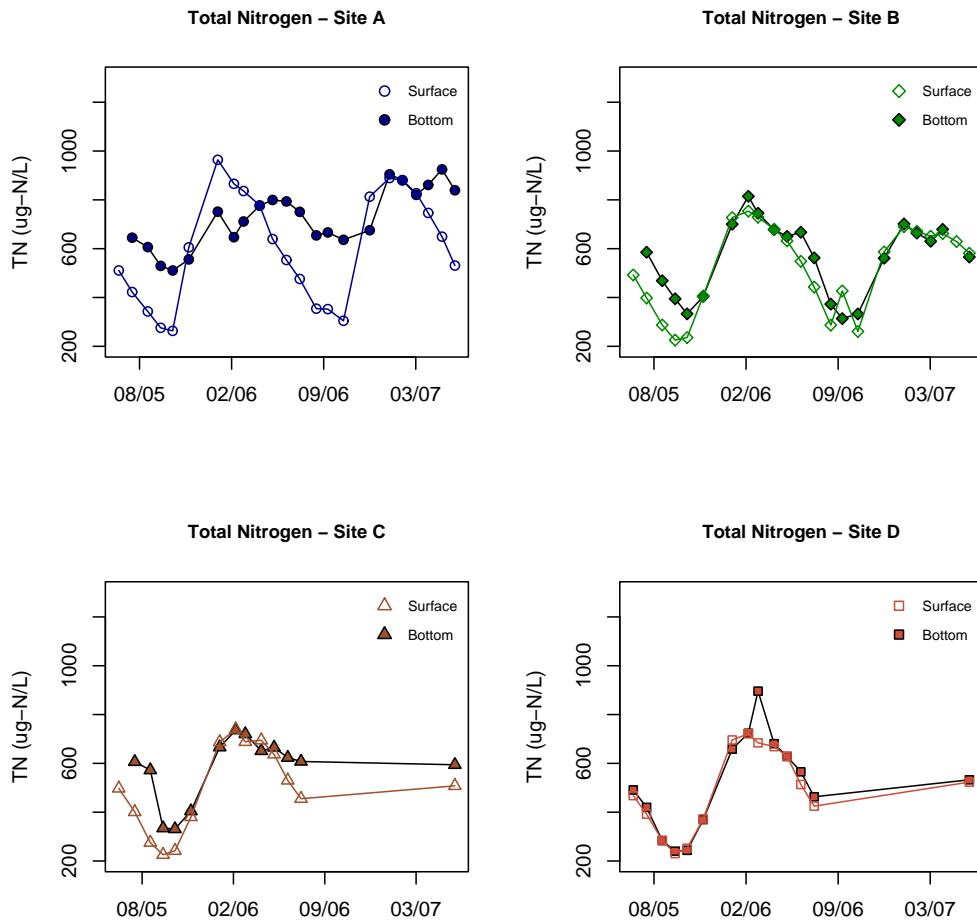 Total Nitrogen – Site A
Surface
Bottom
TN (ug–N/L)
200
600
1000
08/05
02/06
09/06
03/07
Total Nitrogen – Site B
Surface
Bottom
TN (ug–N/L)
200
600
1000
08/05
02/06
09/06
03/07
Total Nitrogen – Site C
Surface
Bottom
TN (ug–N/L)
200
600
1000
08/05
02/06
09/06
03/07
Total Nitrogen – Site D
Surface
Bottom
TN (ug–N/L)
200
600
1000
08/05
02/06
09/06
03/07